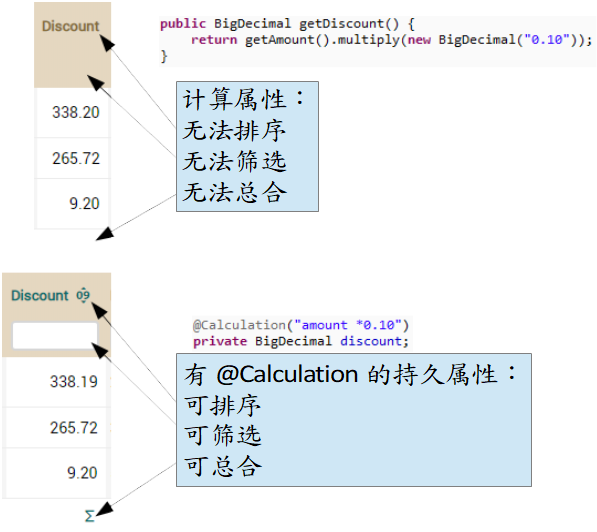 Discount
public BigDecimal getDiscount() {
return getAmount().multiply(new BigDecimal("0.10"));
}
338.20
265.72
9.20
计算属性：
无法排序
无法筛选
无法总合
Discount 09
338.19
265.72
9.20
Σ
@Calculation("amount *0.10")
private BigDecimal discount;
有 @Calculation 的持久属性：
可排序
可筛选
可总合